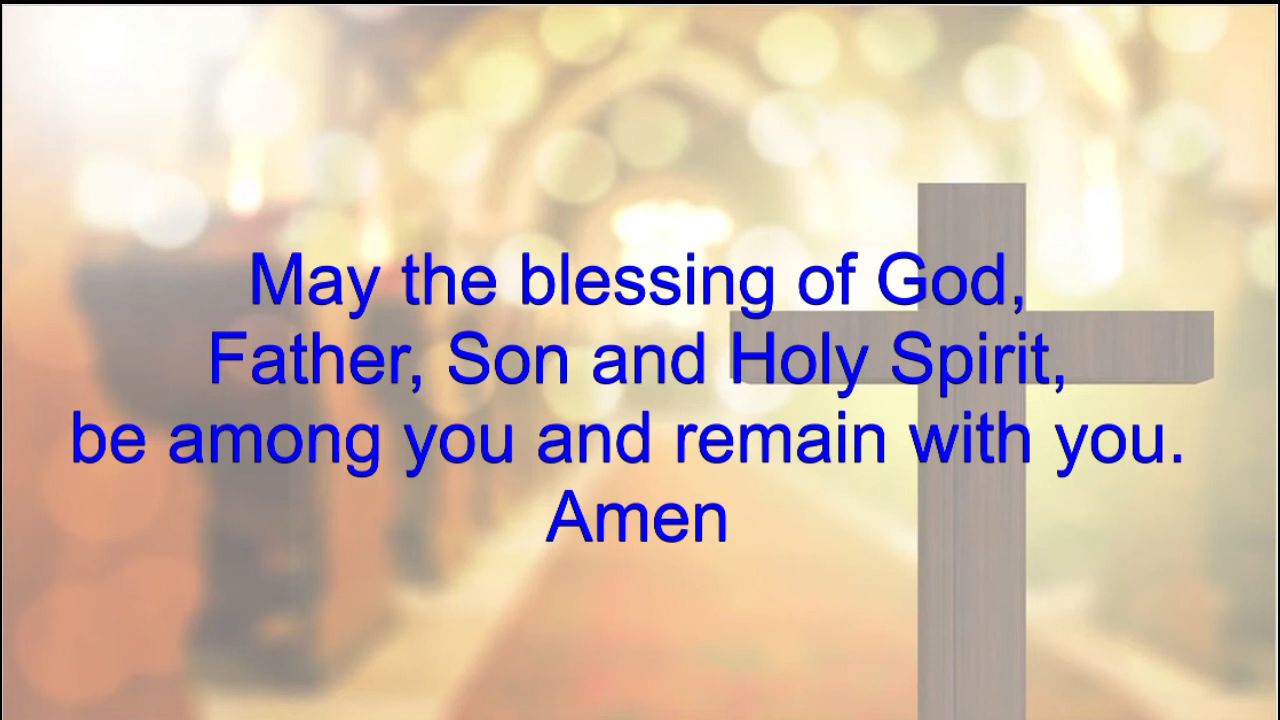 May the blessing of God,
Father, Son and Holy Spirit,
be among you and remain with you.
Amen